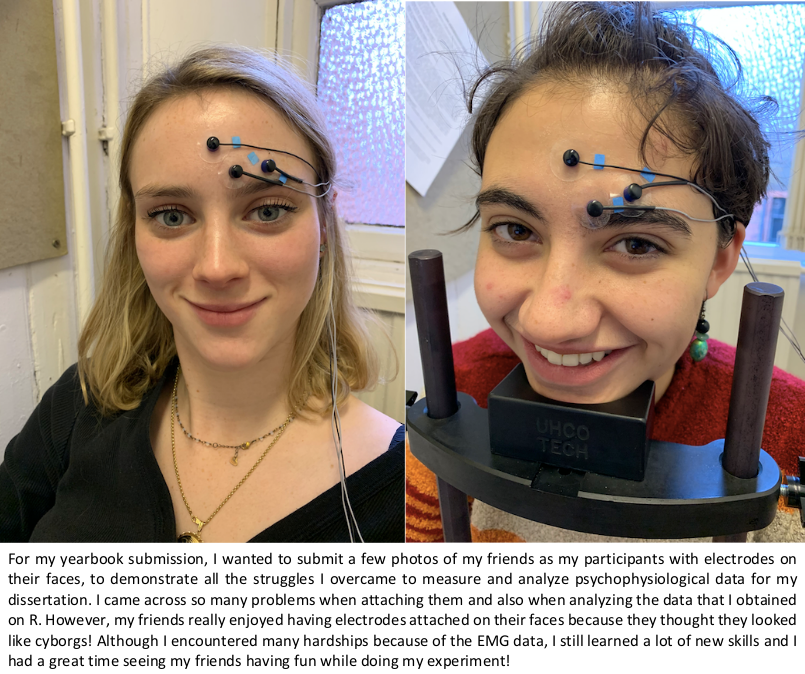 UHCO
TECH
For my yearbook submission, I wanted to submit a few photos of my friends as my participants with electrodes on
their faces, to demonstrate all the struggles I overcame to measure and analyze psychophysiological data for my
dissertation. I came across so many problems when attaching them and also when analyzing the data that I obtained
on R. However, my friends really enjoyed having electrodes attached on their faces because they thought they looked
like cyborgs! Although I encountered many hardships because of the EMG data, I still learned a lot of new skills and I
had a great time seeing my friends having fun while doing my experiment!